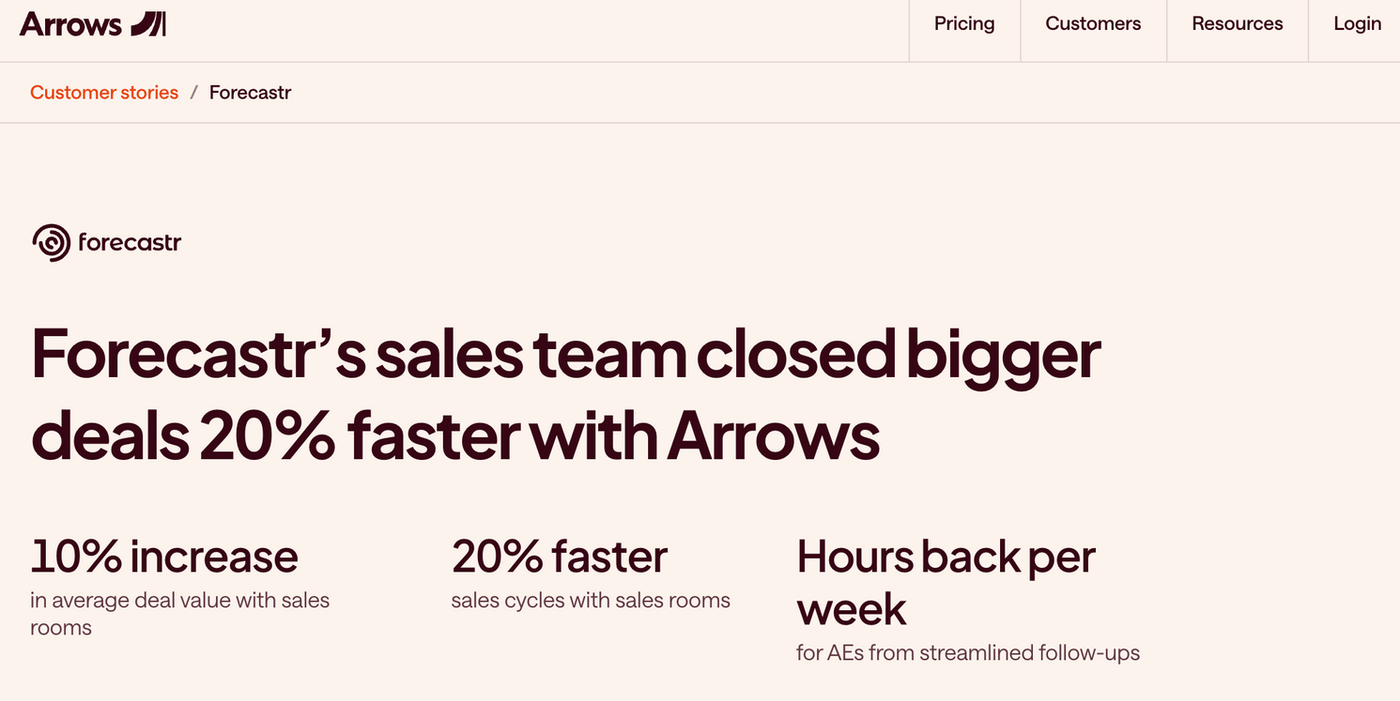 Arrows
Pricing
Customers
Resources
Login
Customer stories / Forecastr
forecastr
Forecastr’s sales team closed bigger
deals 20% faster with Arrows
10% increase
in average deal value with sales
rooms
20% faster
sales cycles with sales rooms
Hours back per
week
for AEs from streamlined follow-ups